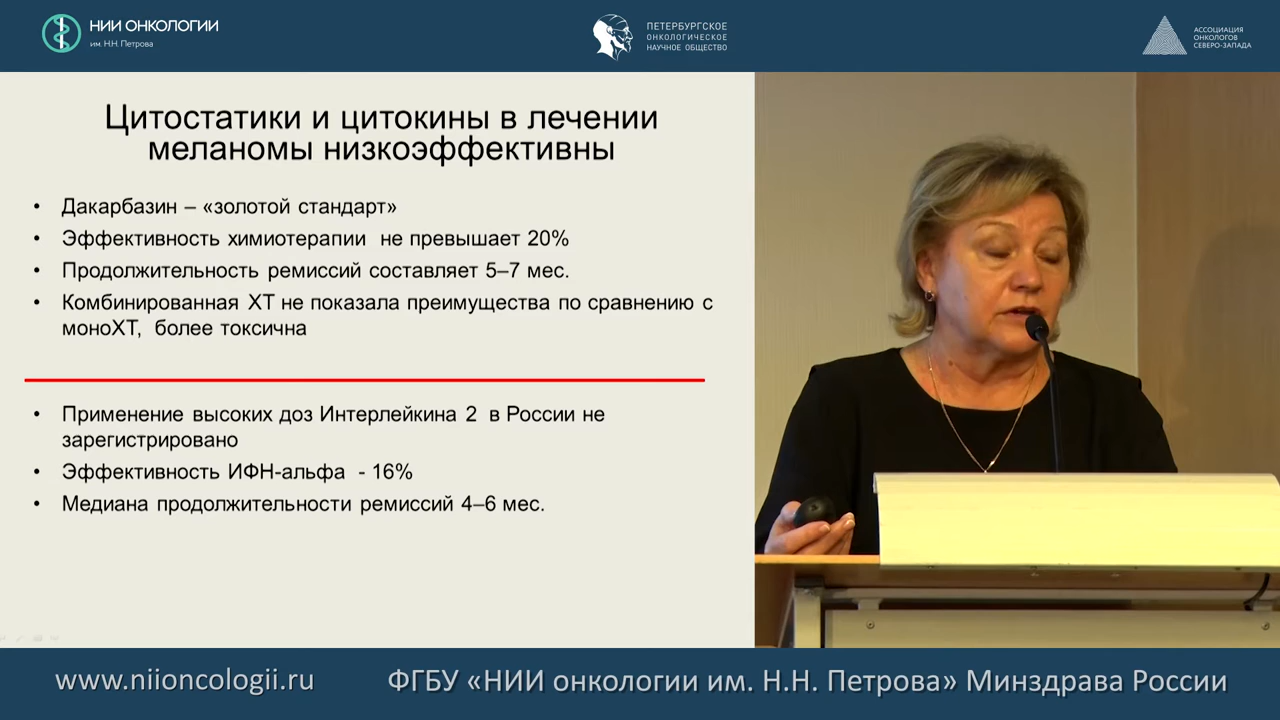 НИИ ОНКОЛОГИИ
им. Н.Н. Петрова
ПЕТЕРБУРГСКОЕ
ОНКОЛОГИЧЕСКОЕ
НАУЧНОЕ ОБЩЕСТВО
АССОЦИАЦИЯ
ОНКОЛОГОВ
СЕВЕРО-ЗАПАДА
Цитостатики и цитокины в лечении
меланомы низкоэффективны
• Дакарбазин – «золотой стандарт»
• Эффективность химиотерапии не превышает 20%
• Продолжительность ремиссий составляет 5–7 мес.
• Комбинированная ХТ не показала преимущества по сравнению с
моноХТ, более токсична
• Применение высоких доз Интерлейкина 2 в России не
зарегистрировано
• Эффективность ИФН-альфа - 16%
• Медиана продолжительности ремиссий 4–6 мес.
www.niioncologii.ru
ФГБУ «НИИ онкологии им. Н.Н. Петрова» Минздрава России